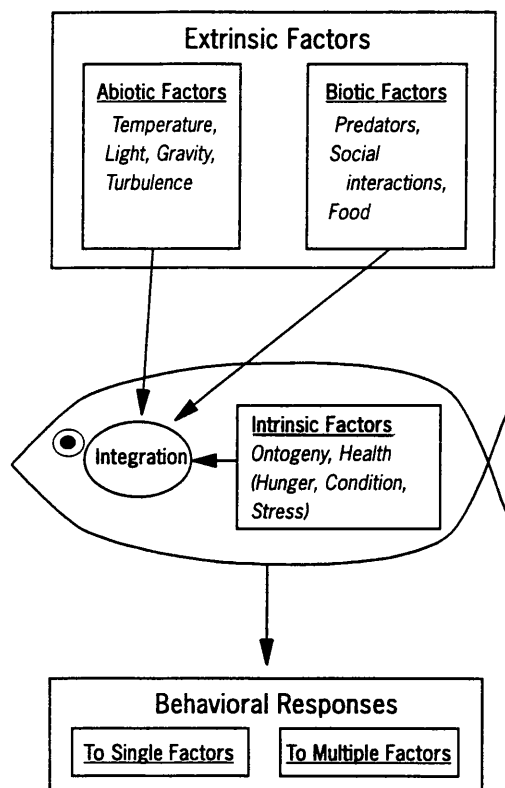 Extrinsic Factors
Abiotic Factors
Temperature,
Light, Gravity,
Turbulence
Biotic Factors
Predators,
Social
interactions,
Food
Integration
Intrinsic Factors
Ontogeny, Health
(Hunger, Condition,
Stress)
Behavioral Responses
To Single Factors
To Multiple Factors